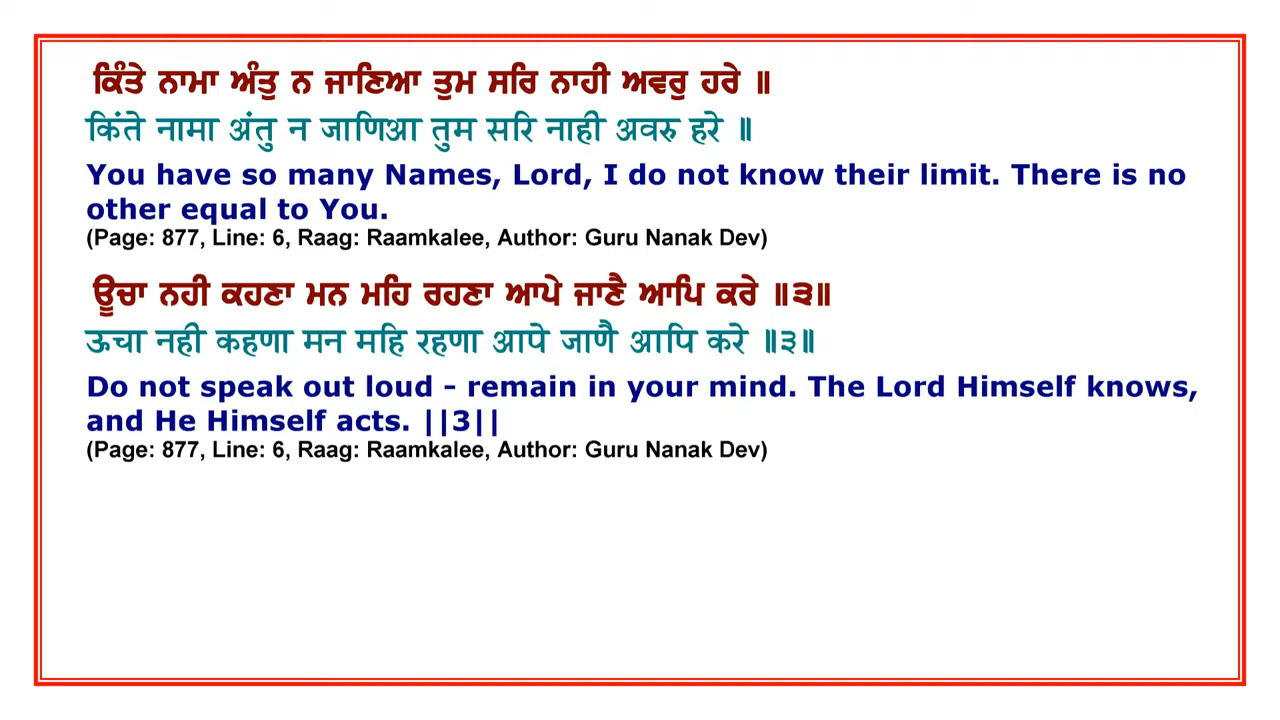 ਕਿੰਤੇ ਨਾਮਾ ਅੰਤੁ ਨ ਜਾਣਿਆ ਤੁਮ ਸਰਿ ਨਾਹੀ ਅਵਰੁ ਹਰੇ ॥
किंते नामा अंतु न जाणिआ तुम सरि नाही अवरु हरे ॥
You have so many Names, Lord, I do not know their limit. There is no
other equal to You.
(Page: 877, Line: 6, Raag: Raamkalee, Author: Guru Nanak Dev)
ਊਚਾ ਨਹੀ ਕਹਣਾ ਮਨ ਮਹਿ ਰਹਣਾ ਆਪੇ ਜਾਣੈ ਆਪਿ ਕਰੇ ॥੩॥
ऊचा नही कहणा मन महि रहणा आपे जाणै आपि करे ॥३॥
Do not speak out loud - remain in your mind. The Lord Himself knows,
and He Himself acts. ||3||
(Page: 877, Line: 6, Raag: Raamkalee, Author: Guru Nanak Dev)